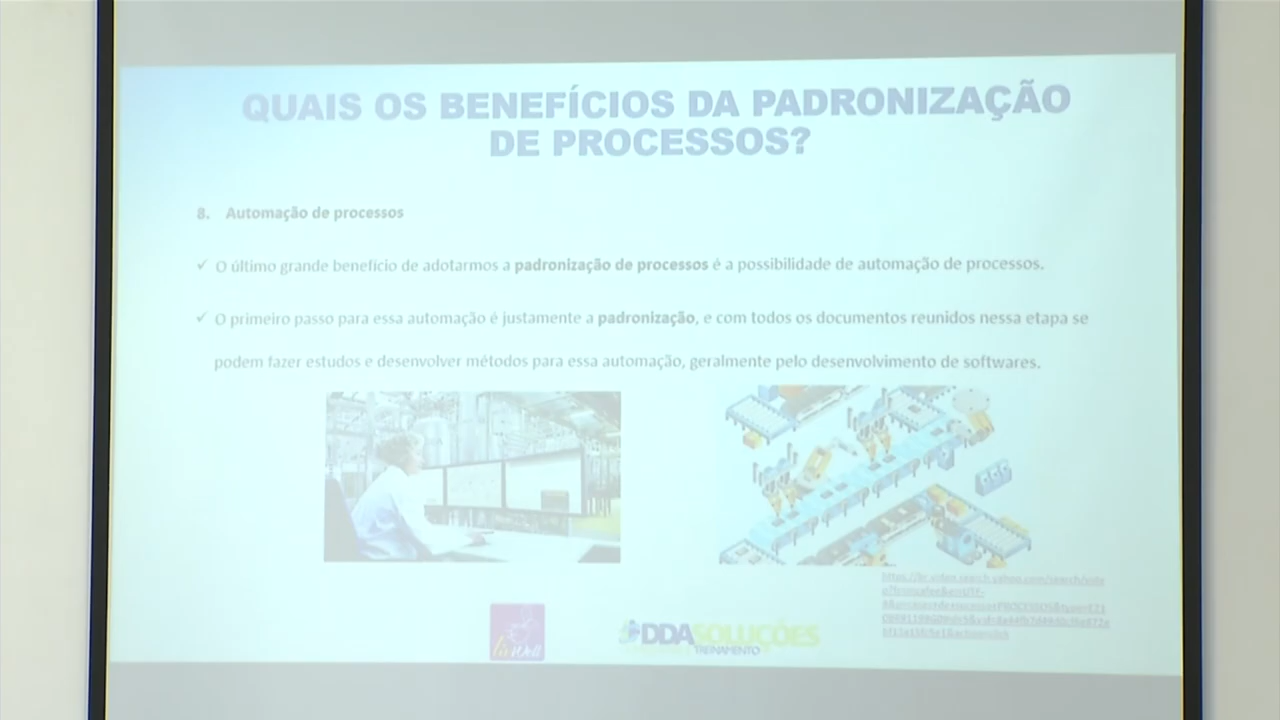 QUAIS OS BENEFÍCIOS DA PADRONIZAÇÃO
DE PROCESSOS?
8. Automação de processos
✓ O último grande benefício de adotarmos a padronização de processos é a possibilidade de automação de processos.
✓ O primeiro passo para essa automação é justamente a padronização, e com todos os documentos reunidos nessa etapa se
podem fazer estudos e desenvolver métodos para essa automação, geralmente pelo desenvolvimento de softwares.
DDASOLUÇÕES
TREINAMENTO